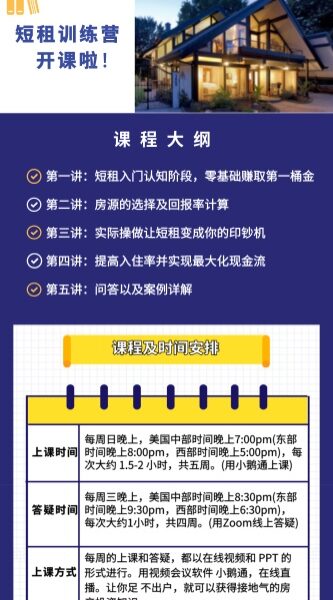 短租训练营
开课啦！
课程大纲
第一讲：短租入门认知阶段，零基础赚取第一桶金
第二讲：房源的选择及回报率计算
第三讲：实际操做让短租变成你的印钞机
第四讲：提高入住率并实现最大化现金流
第五讲：问答以及案例详解
课程及时间安排
上课时间
每周日晚上，美国中部时间晚上7:00pm(东部
时间晚上8:00pm，西部时间晚上5:00pm)，每
次大约 1.5-2 小时，共五周。(用小鹅通上课)
答疑时间
每周三晚上，美国中部时间晚上8:30pm(东部
时间晚上9:30pm，西部时间晚上6:30pm)，
每次大约1小时，共四周。(用Zoom线上答疑)
上课方式
每周的上课和答疑，都以在线视频和 PPT 的
形式进行。用视频会议软件 小鹅通，在线直
播。让你足 不出户，就可以获得接地气的房